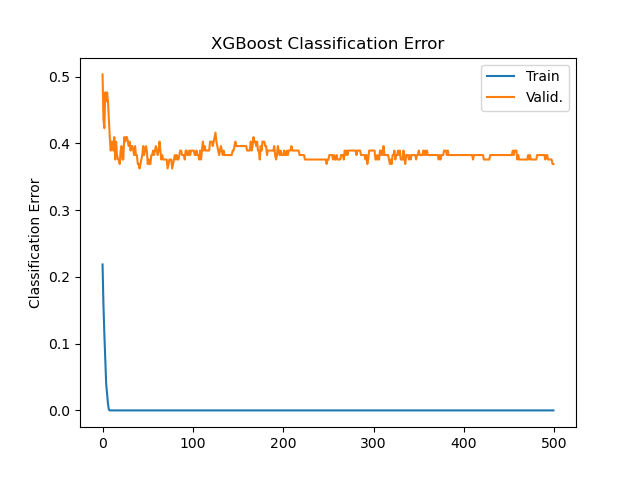 XGBoost Classification Error
Train
Valid.
Classification Error
0.5
0.4
0.3
0.2
0.1
0.0
0 100 200 300 400 500